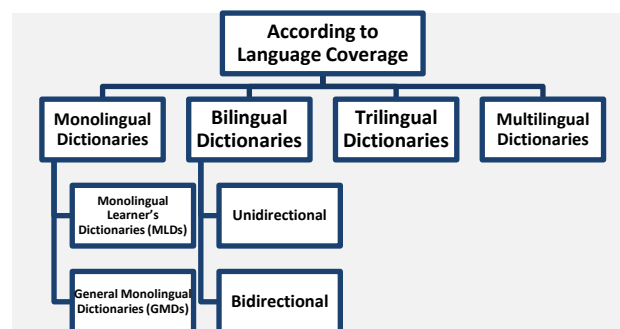 According to
Language Coverage
Monolingual
Dictionaries
Bilingual
Dictionaries
Trilingual
Dictionaries
Multilingual
Dictionaries
Monolingual
Learner's
Dictionaries (MLDs)
Unidirectional
General Monolingual
Dictionaries (GMDs)
Bidirectional